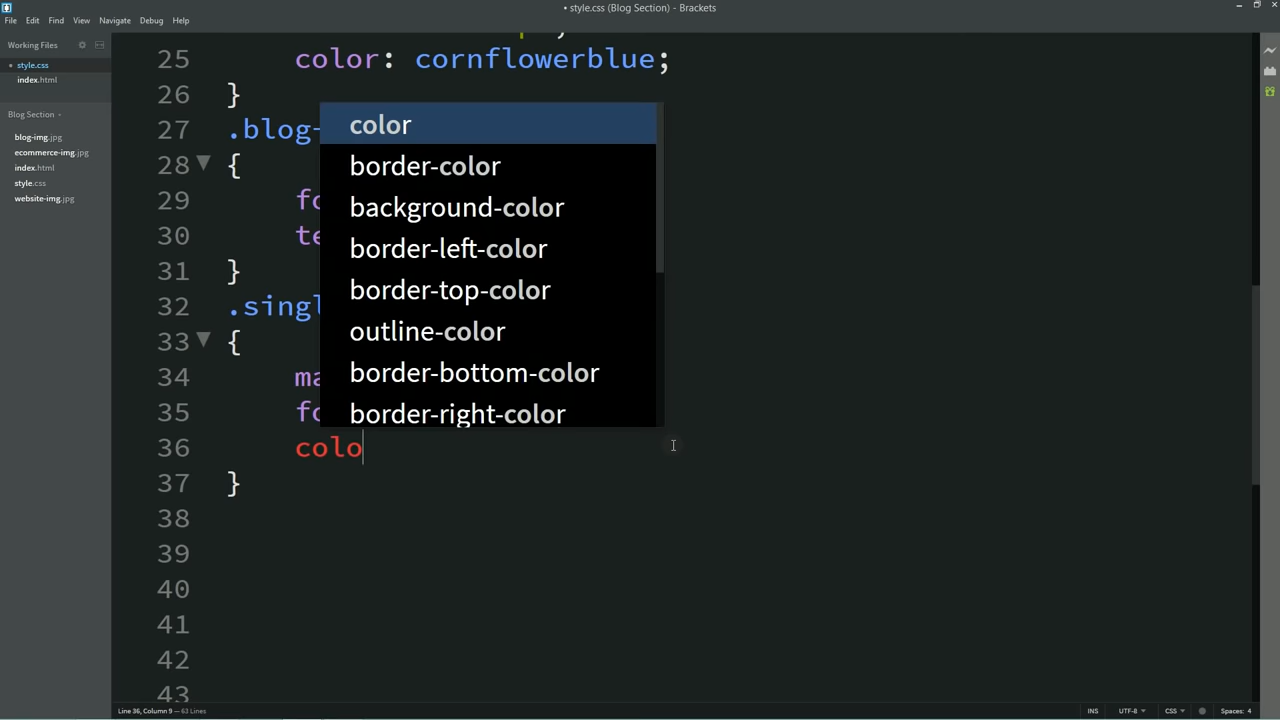 • style.css (Blog Section) - Brackets
File Edit Find View Navigate Debug Help
Working Files
• style.css
index.html
Blog Section
blog-img.jpg
ecommerce-img.jpg
index.html
style.css
website-img.jpg
25 color: cornflowerblue;
26 }
27 .blog-
28 {
29 fo
30 te
31 }
32 .singl
33 {
34 ma
35 fo
36 colo
37 }
38
39
40
41
42
43
color
border-color
background-color
border-left-color
border-top-color
outline-color
border-bottom-color
border-right-color
Line 36, Column 9 — 63 Lines
INS UTF-8 CSS Spaces: 4